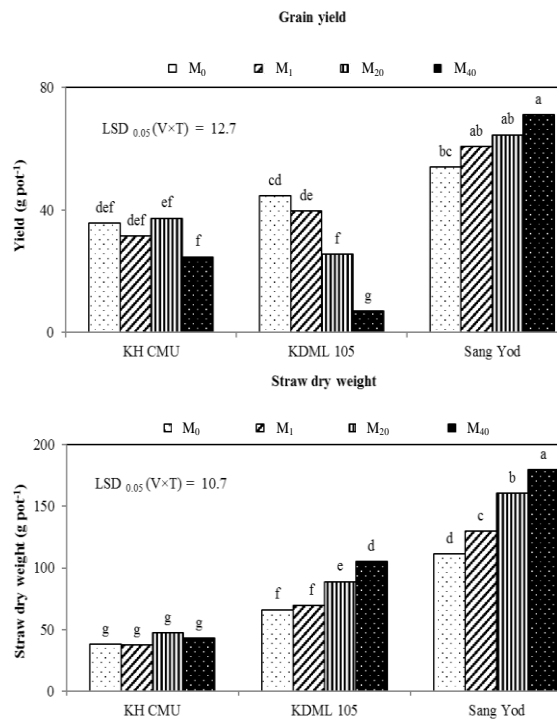 Grain yield
M₀ M₁ M₂₀ M₄₀
80
LSD 0.05 (V×T) = 12.7
a
ab ab
bc
cd
def def ef de
f f
g
40
0
Yield (g pot⁻¹)
KH CMU KDML 105 Sang Yod
Straw dry weight
M₀ M₁ M₂₀ M₄₀
200
LSD 0.05 (V×T) = 10.7
a
b
150
c
d d
100
e
f f
50
g g g g
0
Straw dry weight (g pot⁻¹)
KH CMU KDML 105 Sang Yod